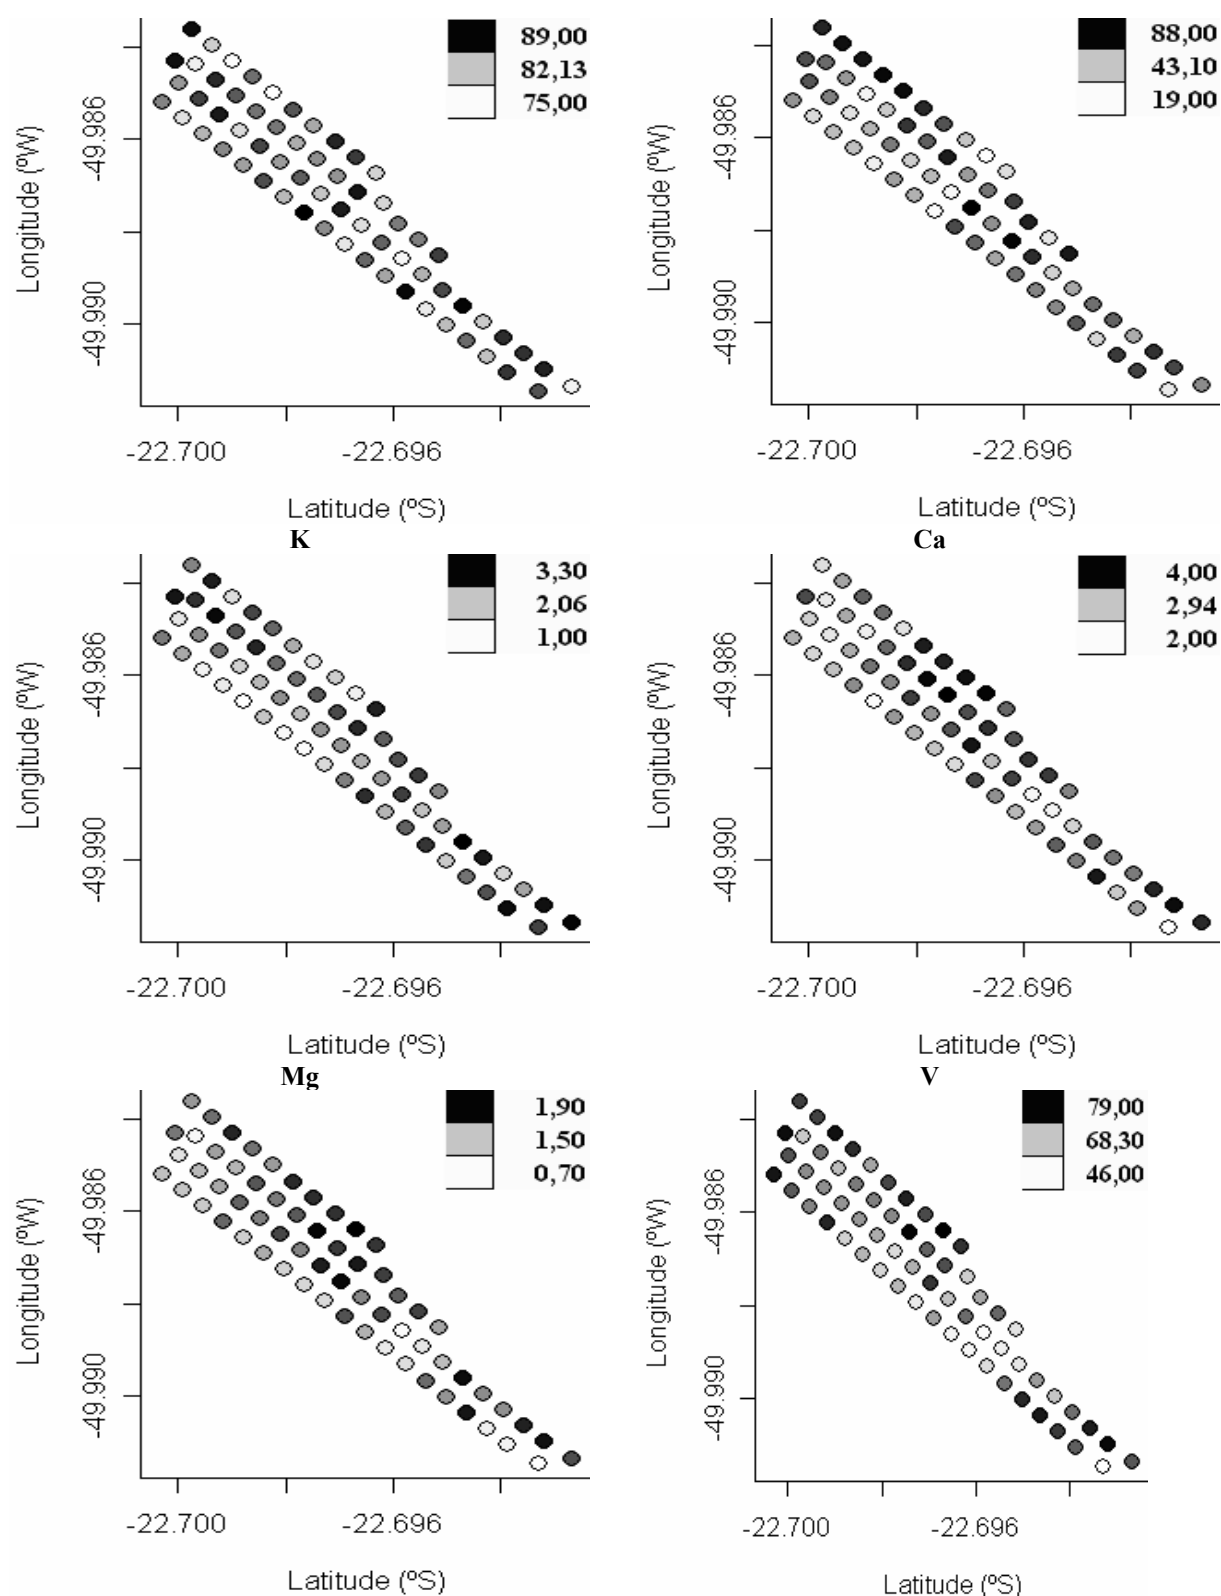 89,00
82,13
75,00
Longitude (ºW)
-49.986
-49.990
-22.700 -22.696
Latitude (ºS)
88,00
43,10
19,00
Longitude (ºW)
-49.986
-49.990
-22.700 -22.696
Latitude (ºS)
K
3,30
2,06
1,00
Longitude (ºW)
-49.986
-49.990
-22.700 -22.696
Latitude (ºS)
Ca
4,00
2,94
2,00
Longitude (ºW)
-49.986
-49.990
-22.700 -22.696
Latitude (ºS)
Mg
1,90
1,50
0,70
Longitude (ºW)
-49.986
-49.990
-22.700 -22.696
Latitude (ºS)
V
79,00
68,30
46,00
Longitude (ºW)
-49.986
-49.990
-22.700 -22.696
Latitude (ºS)